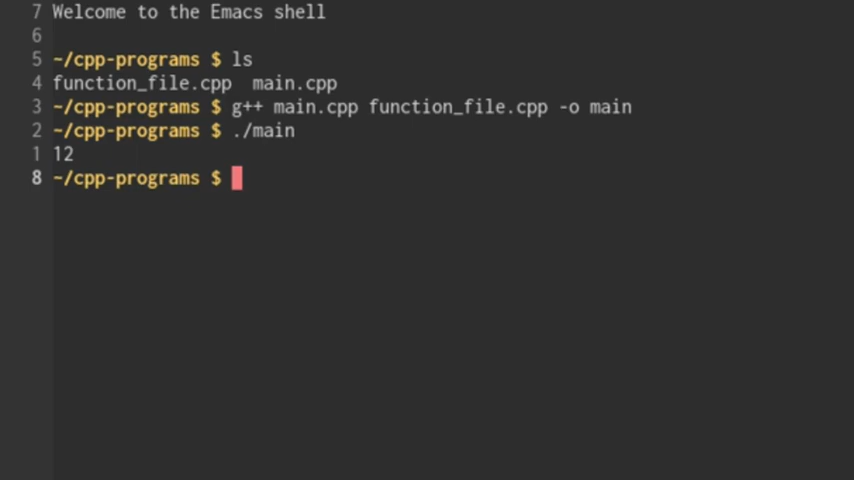 7 Welcome to the Emacs shell
6
5 ~/cpp-programs $ ls
4 function_file.cpp  main.cpp
3 ~/cpp-programs $ g++ main.cpp function_file.cpp -o main
2 ~/cpp-programs $ ./main
1 12
8 ~/cpp-programs $